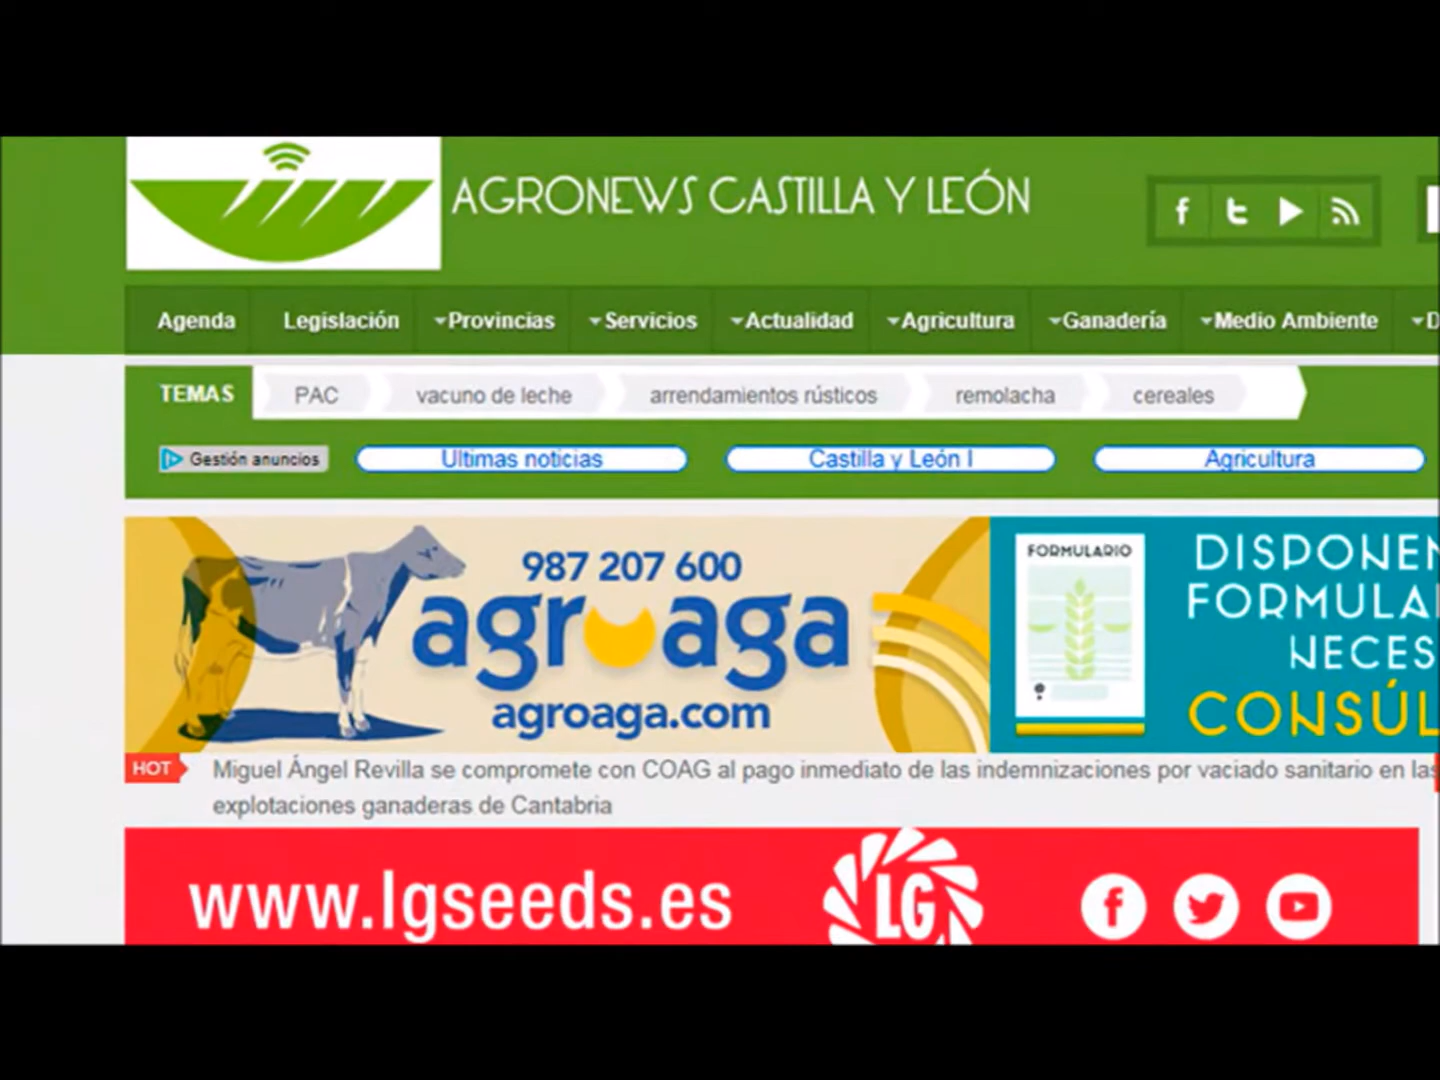 AGRONEWS CASTILLA Y LEÓN
Agenda Legislación Provincias Servicios Actualidad Agricultura Ganadería Medio Ambiente D
TEMAS PAC vacuno de leche arrendamientos rústicos remolacha cereales
Gestión anuncios Ultimas noticias Castilla y León l Agricultura
987 207 600
agroaga
agroaga.com
FORMULARIO
DISPONEN
FORMULA
NECES
CONSÚL
HOT Miguel Ángel Revilla se compromete con COAG al pago inmediato de las indemnizaciones por vaciado sanitario en las
explotaciones ganaderas de Cantabria
www.lgseeds.es LG